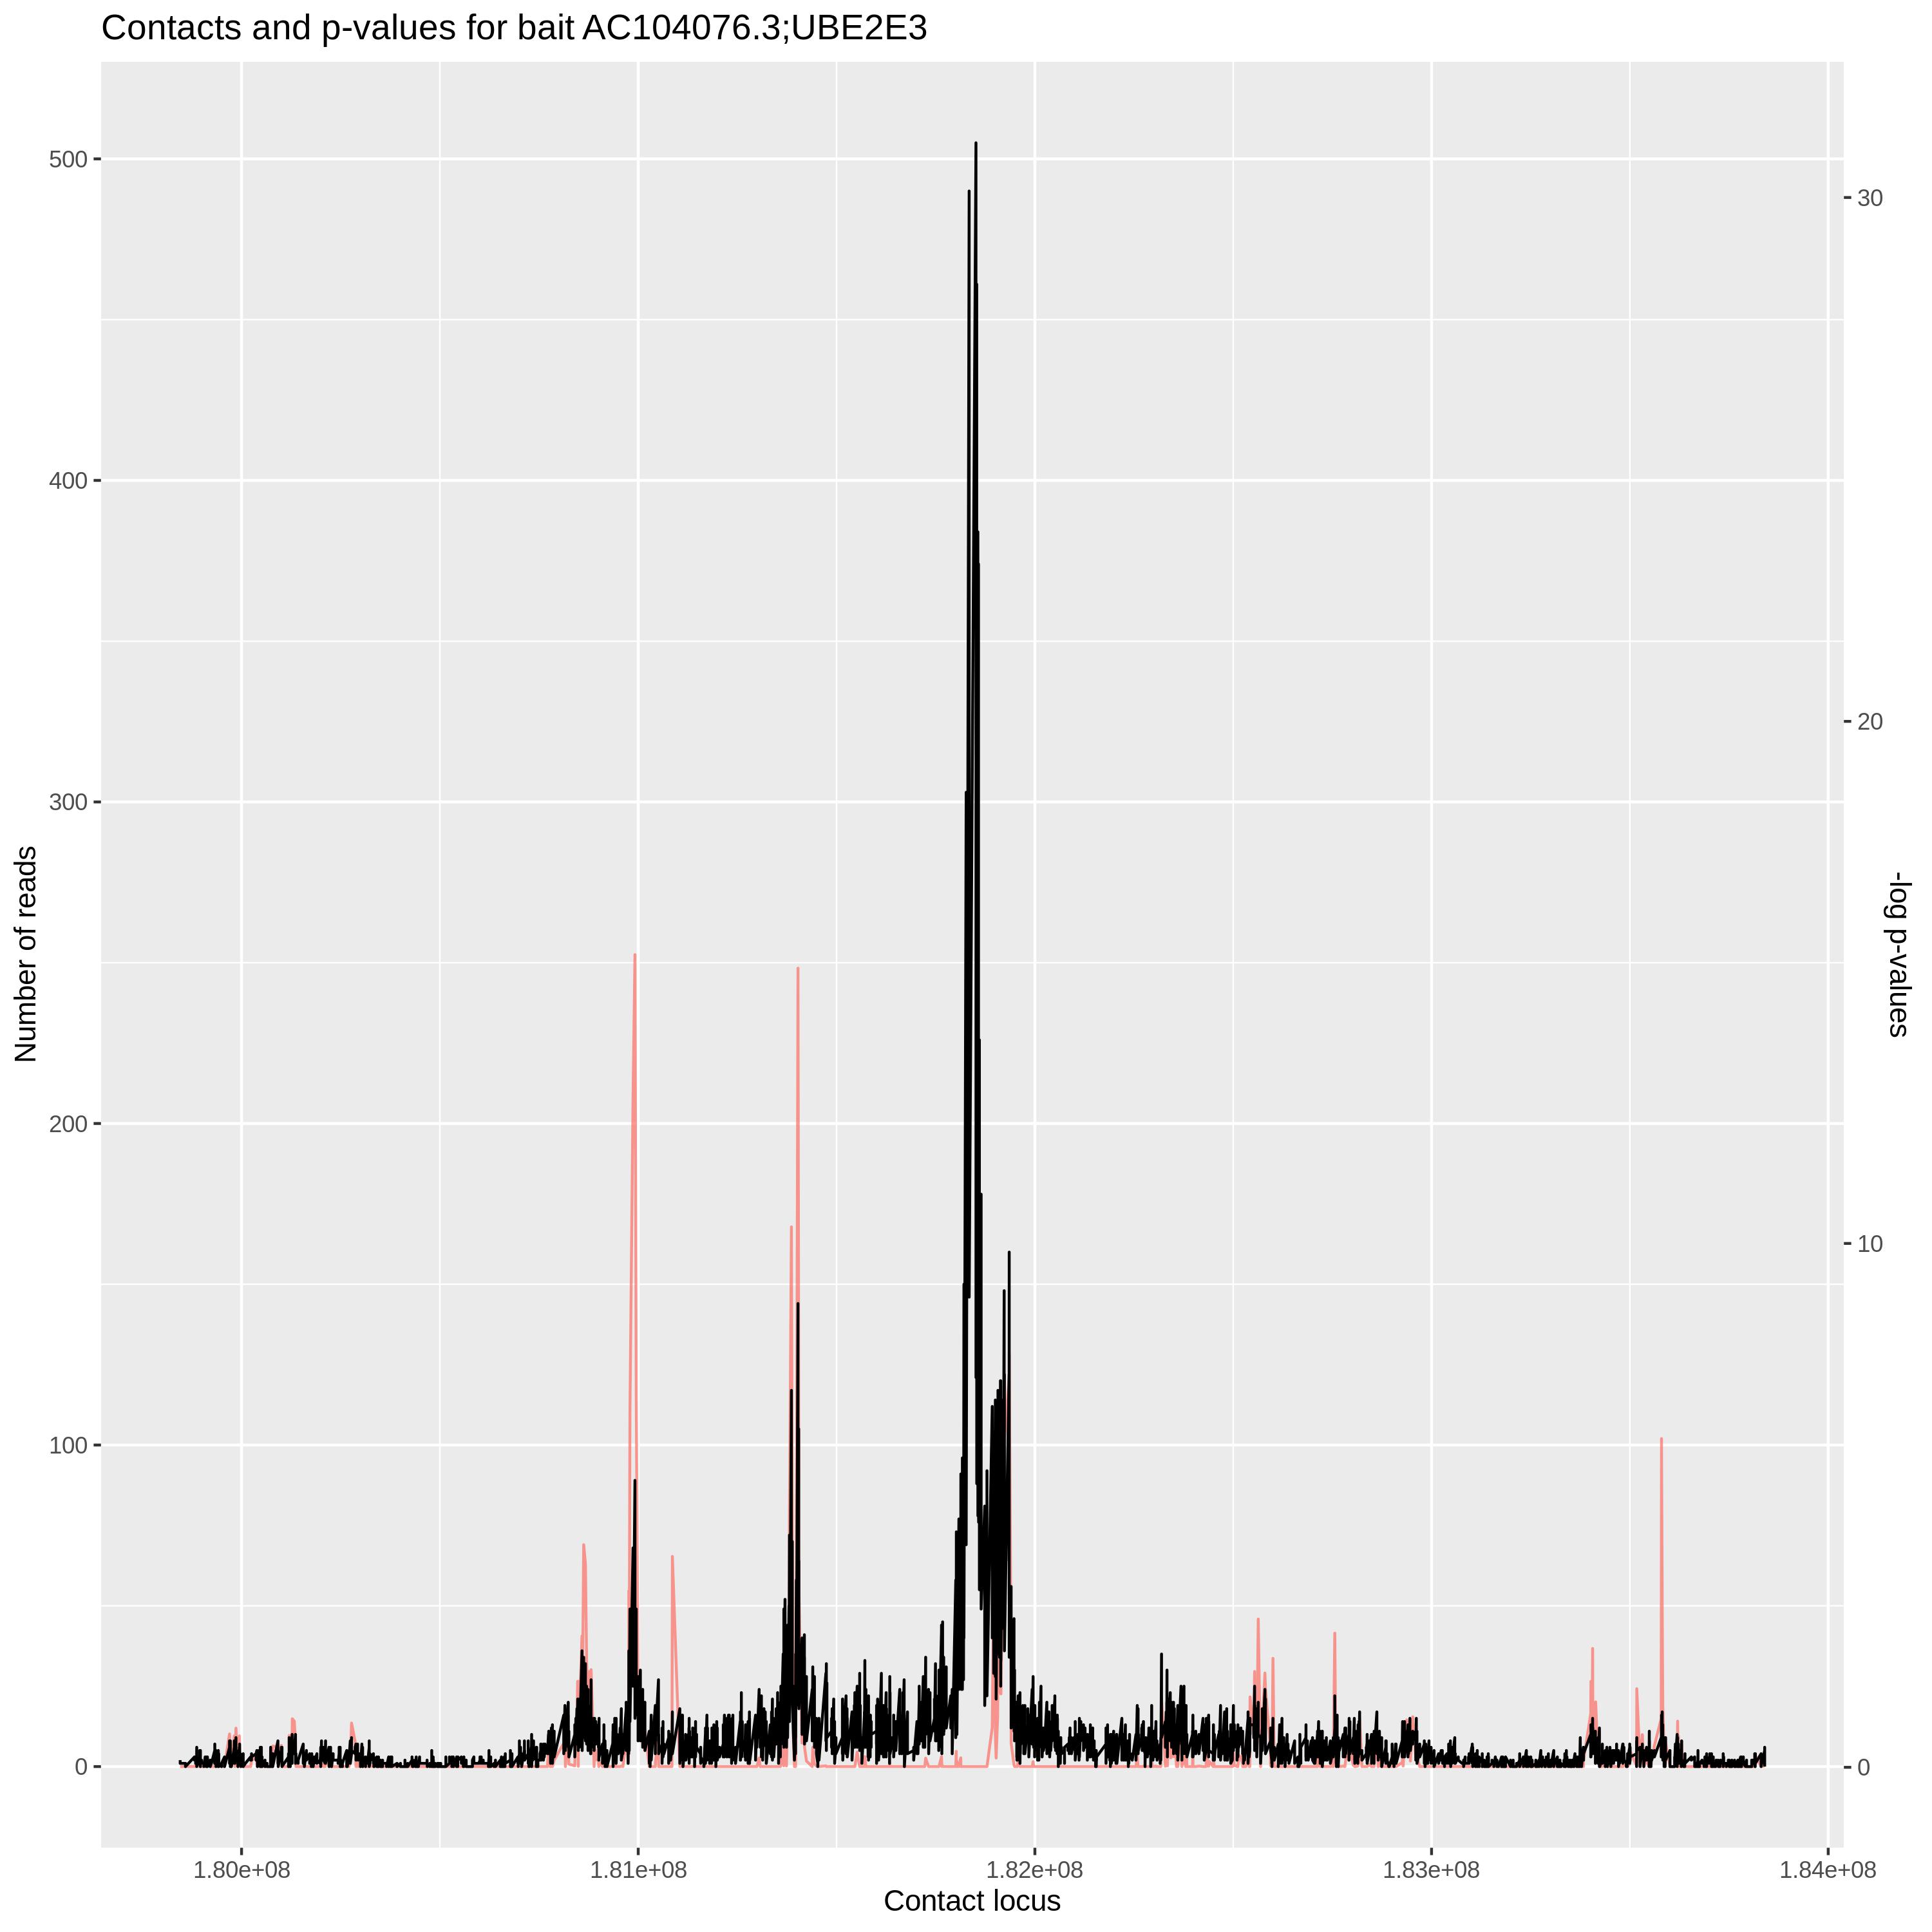 Contacts and p-values for bait AC104076.3;UBE2E3
500
400
300
200
100
0
Number of reads
30
20
10
0
-log p-values
1.80e+08
1.81e+08
1.82e+08
1.83e+08
1.84e+08
Contact locus